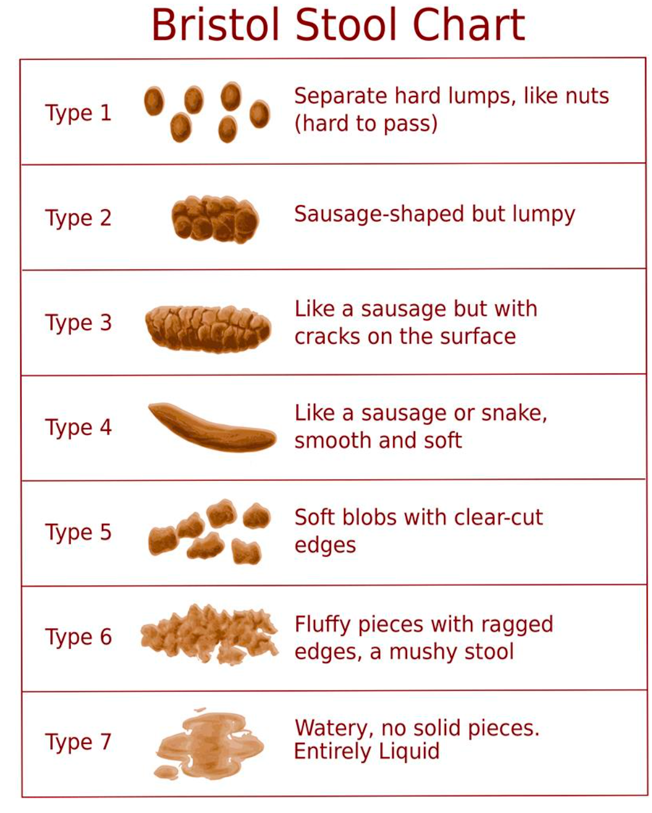 Bristol Stool Chart
Type 1
Separate hard lumps, like nuts
(hard to pass)
Type 2
Sausage-shaped but lumpy
Type 3
Like a sausage but with
cracks on the surface
Type 4
Like a sausage or snake,
smooth and soft
Type 5
Soft blobs with clear-cut
edges
Type 6
Fluffy pieces with ragged
edges, a mushy stool
Type 7
Watery, no solid pieces.
Entirely Liquid